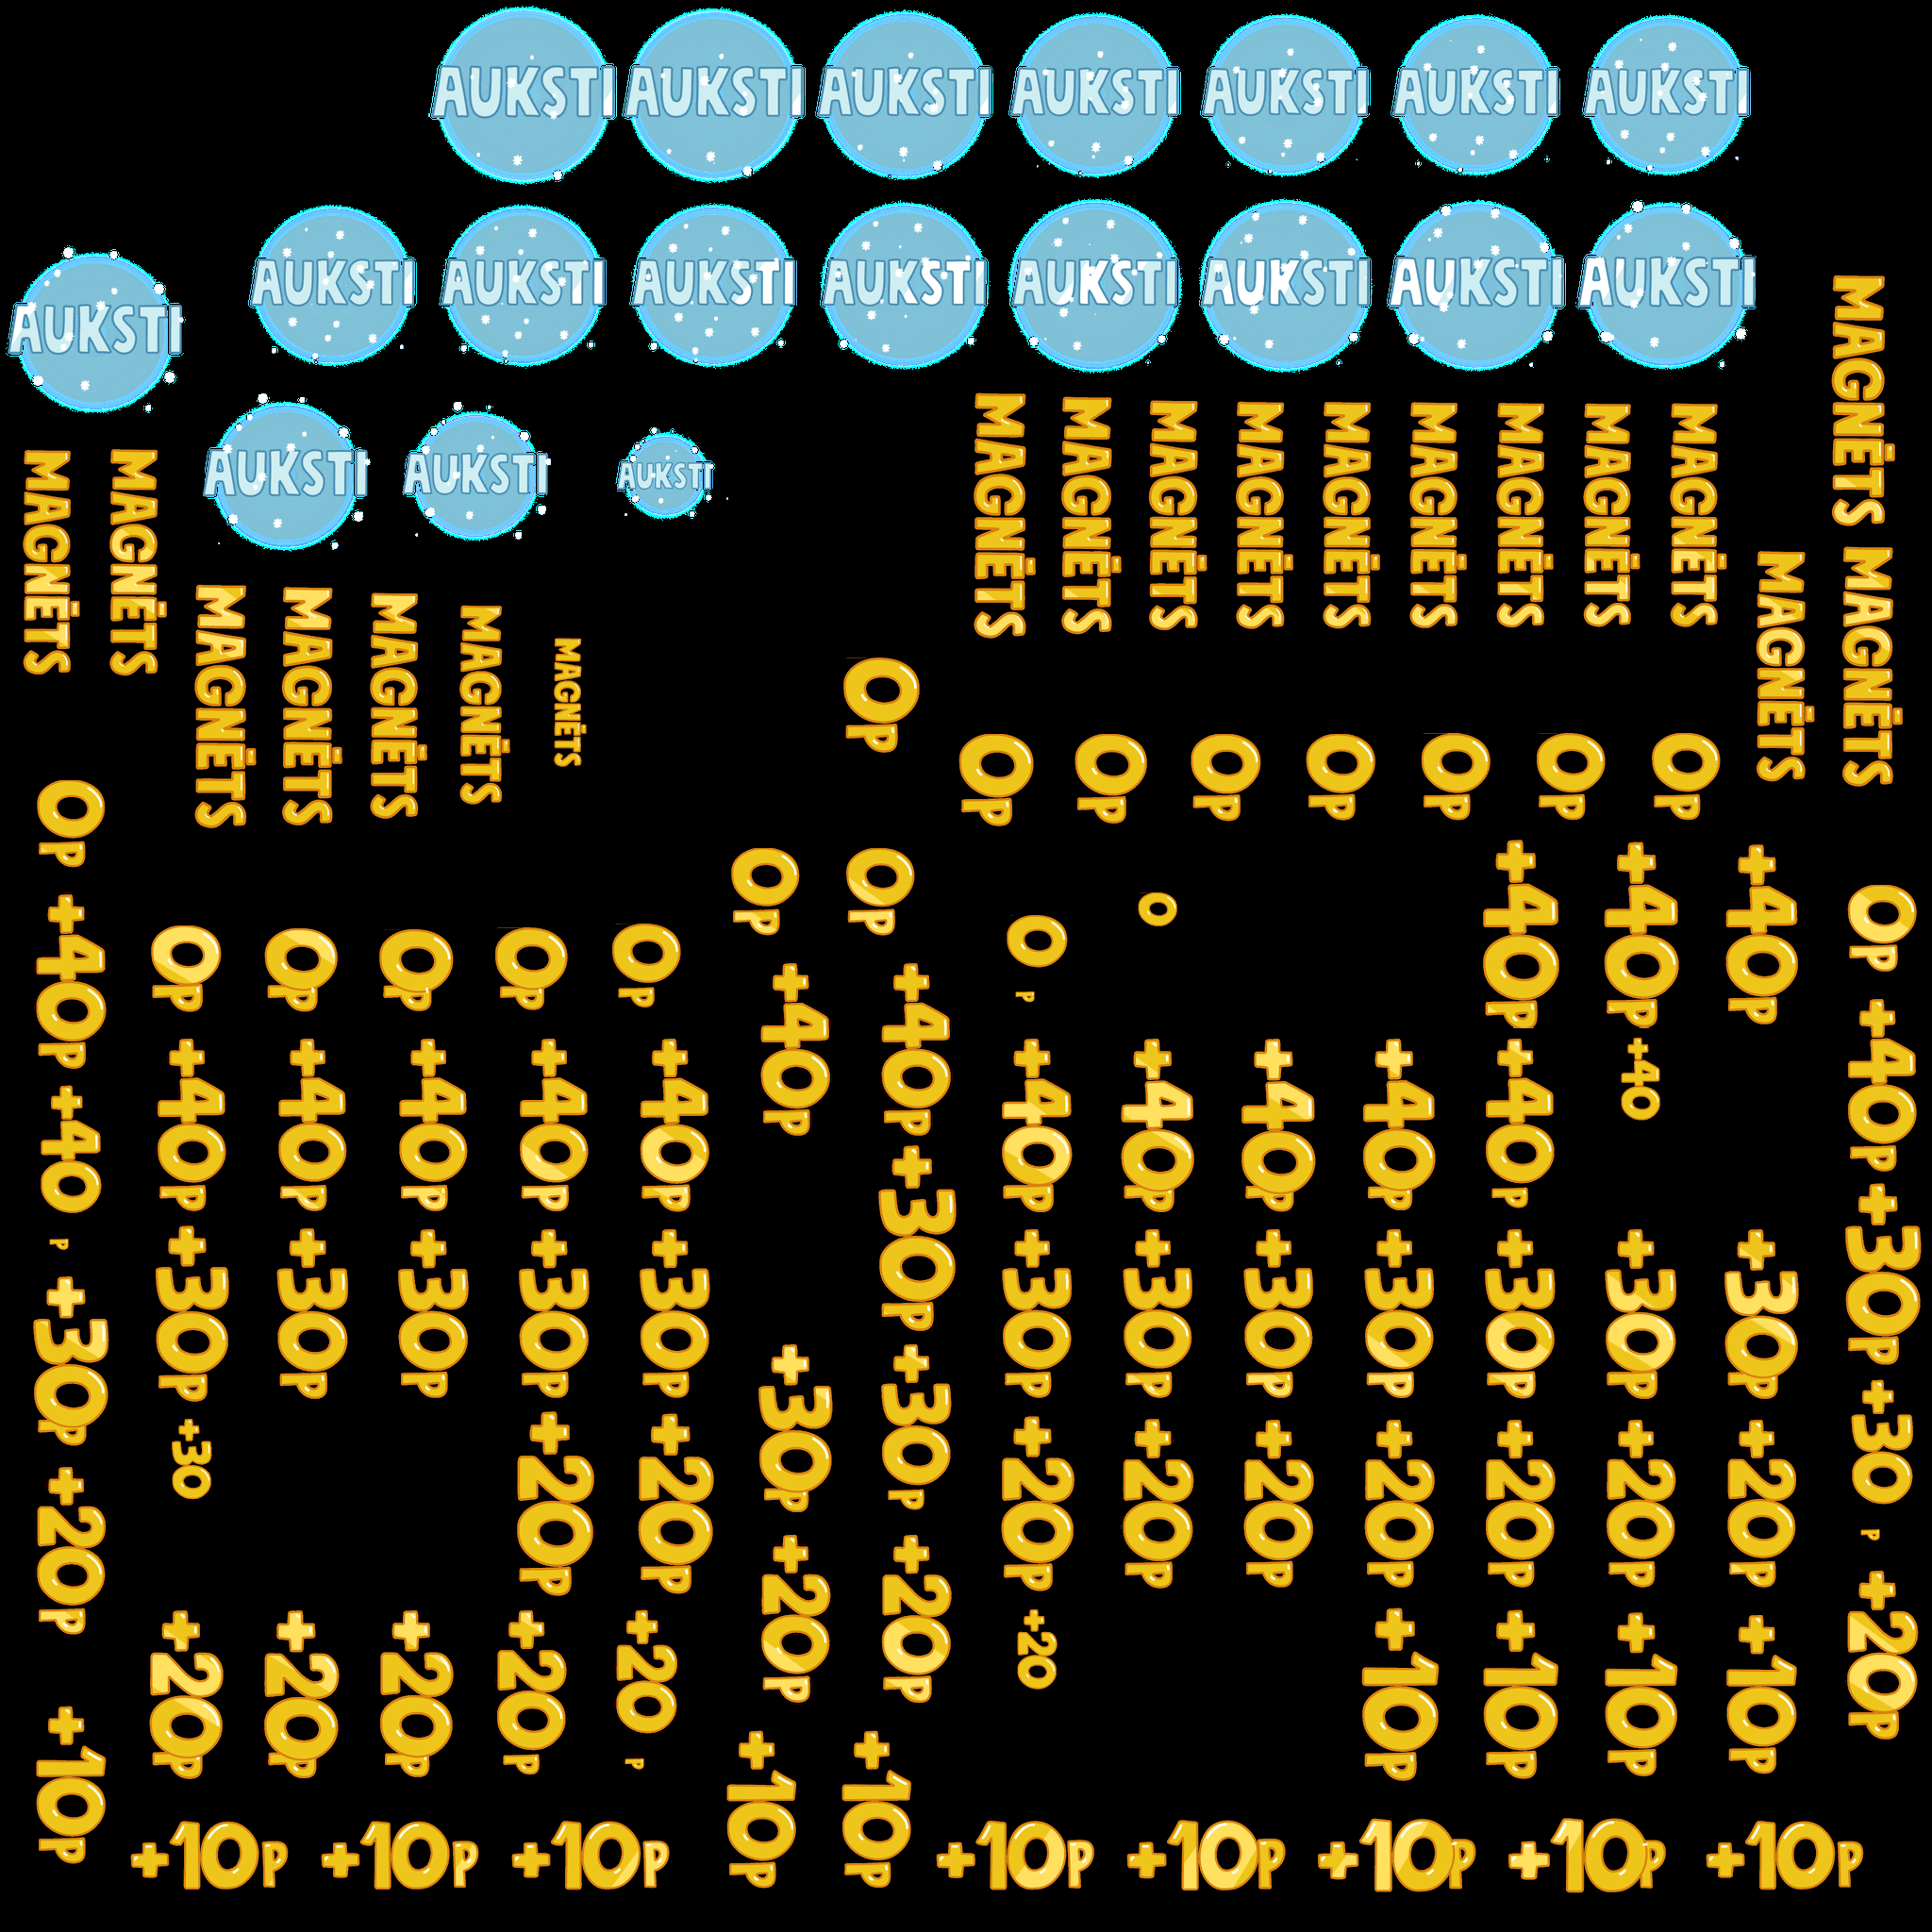 AUKSTI AUKSTI AUKSTI AUKSTI AUKSTI AUKSTI AUKSTI
AUKSTI AUKSTI AUKSTI AUKSTI AUKSTI AUKSTI AUKSTI AUKSTI AUKSTI
AUKSTI AUKSTI AUKSTI
MAGNĒTS
MAGNĒTS MAGNĒTS MAGNĒTS MAGNĒTS MAGNĒTS MAGNĒTS MAGNĒTS MAGNĒTS MAGNĒTS
MAGNĒTS MAGNĒTS
MAGNĒTS MAGNĒTS
MAGNĒTS MAGNĒTS MAGNĒTS MAGNĒTS MAGNĒTS
0P
0P 0P 0P 0P 0P 0P 0P
0P
0P 0P
0P
0P 0P 0P 0P 0P
0P 0
+40P +40P +40P
+40P
+40P +40P
+40P
+40P +40P +40P +40P +40P
+40P +40P +40P +40P +40P +40
+40P
+30P
+30P
+30P +30P +30P +30P +30P
+30P +30P +30P +30P +30P +30P +30P
+30P
+30P +30P
+30P
+30
+20P +20P
+20P +20P +20P +20P +20P +20P +20P
+20P
+20P +20P
+20P
+20P +20P +20P +20P +20P
+20
+10P +10P +10P +10P
+10P
+10P +10P
+10P +10P +10P +10P +10P +10P +10P +10P